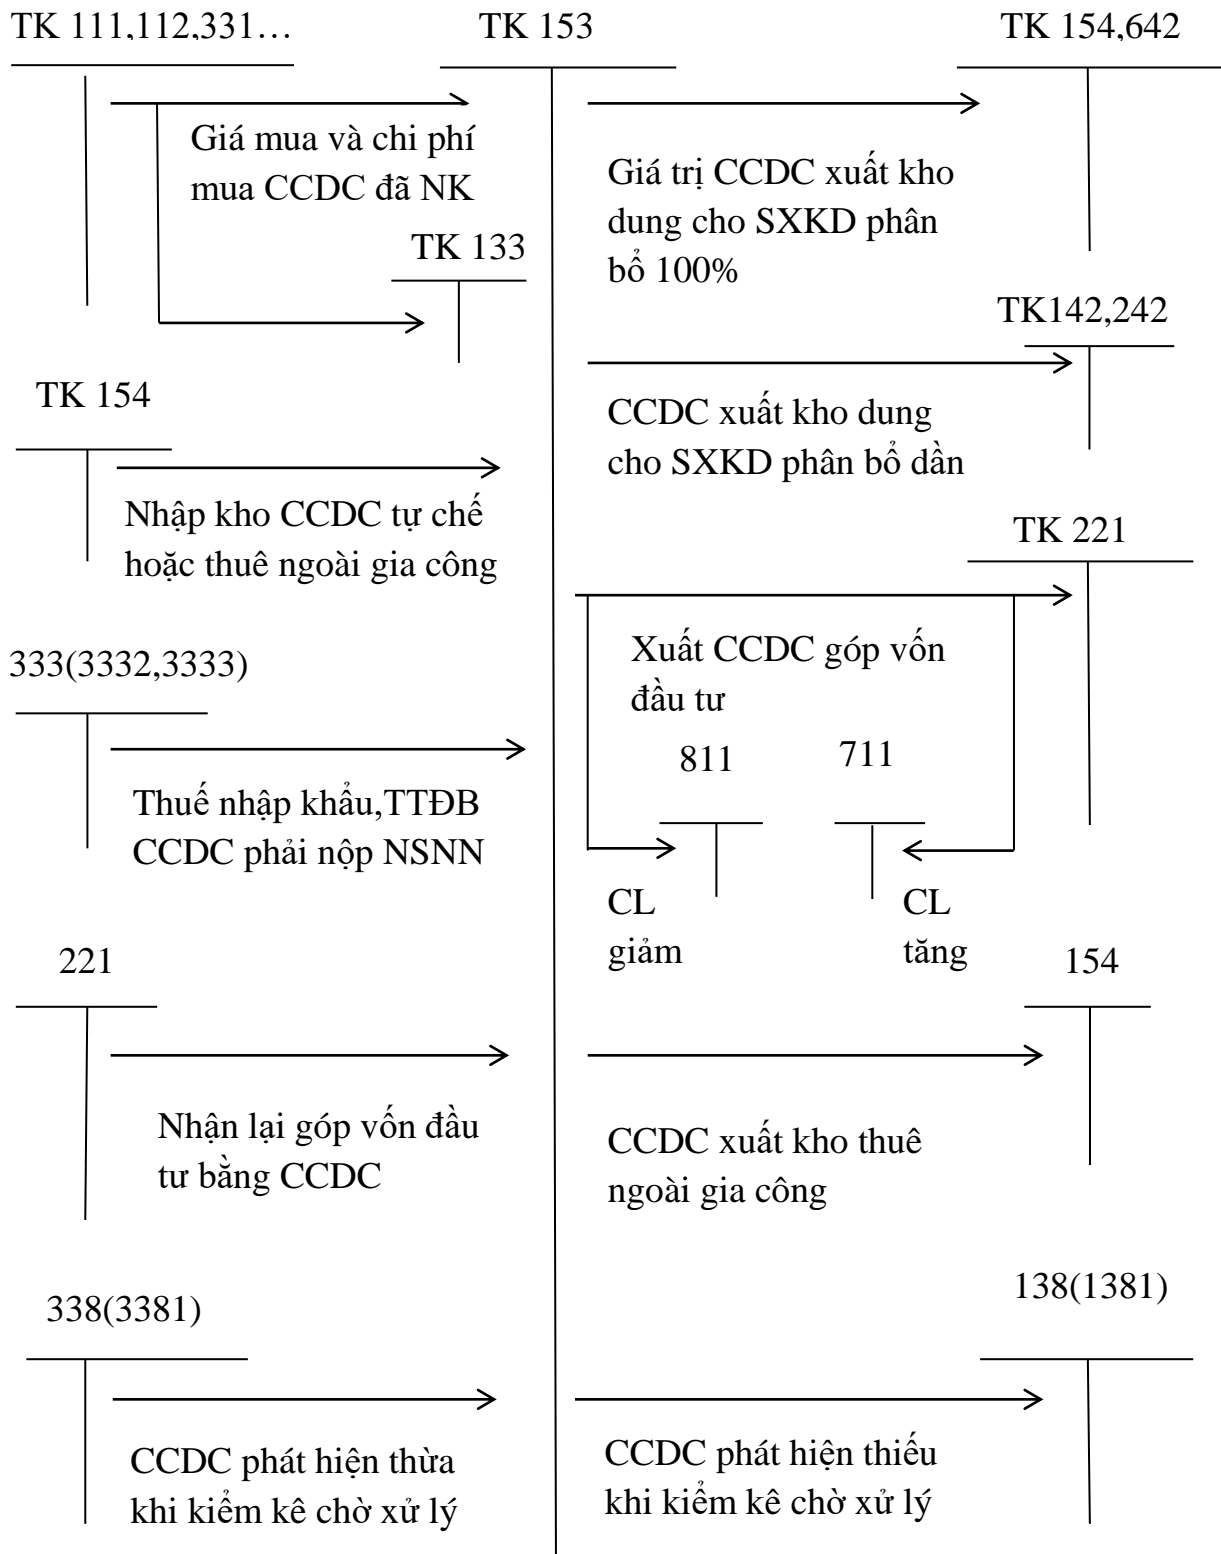 TK 111,112,331…
TK 153
TK 154,642
Giá mua và chi phí
mua CCDC đã NK
Giá trị CCDC xuất kho
dung cho SXKD phân
bổ 100%
TK 133
TK142,242
TK 154
CCDC xuất kho dung
cho SXKD phân bổ dần
Nhập kho CCDC tự chế
hoặc thuê ngoài gia công
TK 221
333(3332,3333)
Xuất CCDC góp vốn
đầu tư
811
711
Thuế nhập khẩu,TTĐB
CCDC phải nộp NSNN
CL
giảm
CL
tăng
221
154
Nhận lại góp vốn đầu
tư bằng CCDC
CCDC xuất kho thuê
ngoài gia công
338(3381)
138(1381)
CCDC phát hiện thừa
khi kiểm kê chờ xử lý
CCDC phát hiện thiếu
khi kiểm kê chờ xử lý